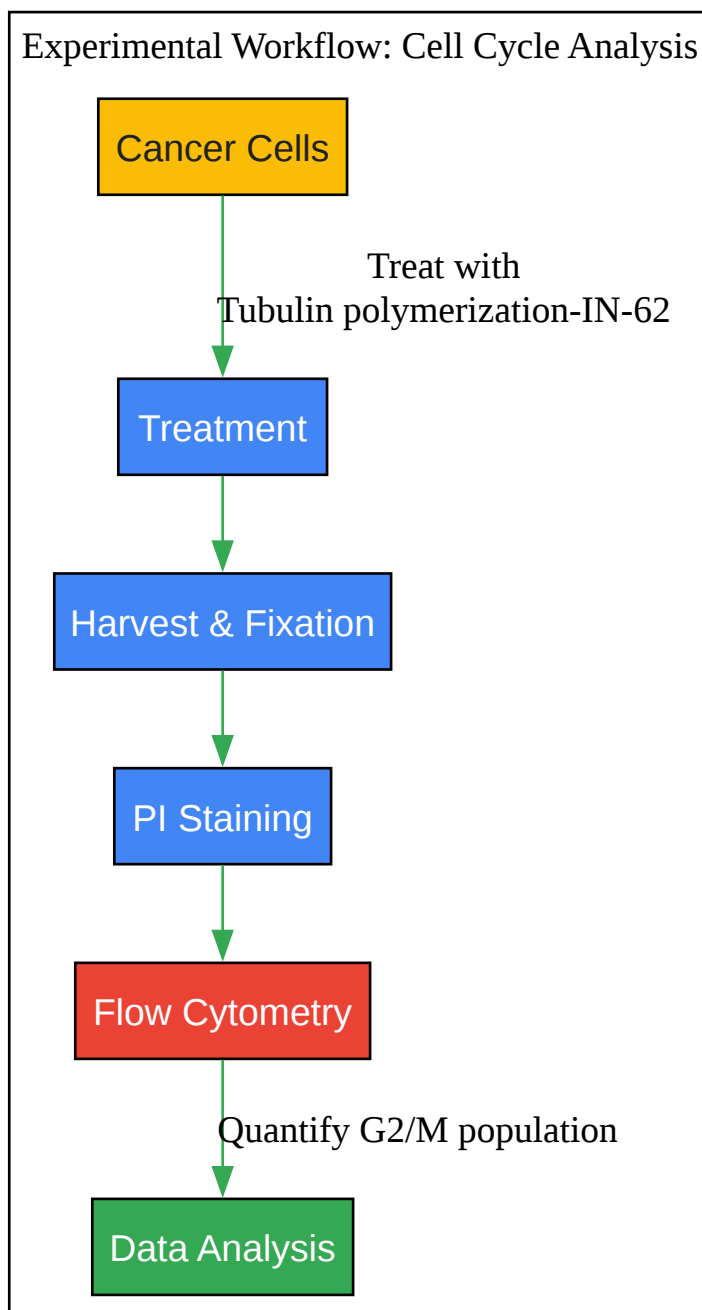 Experimental Workflow: Cell Cycle Analysis
Cancer Cells
Treat with
Tubulin polymerization-IN-62
Treatment
Harvest & Fixation
PI Staining
Flow Cytometry
Quantify G2/M population
Data Analysis